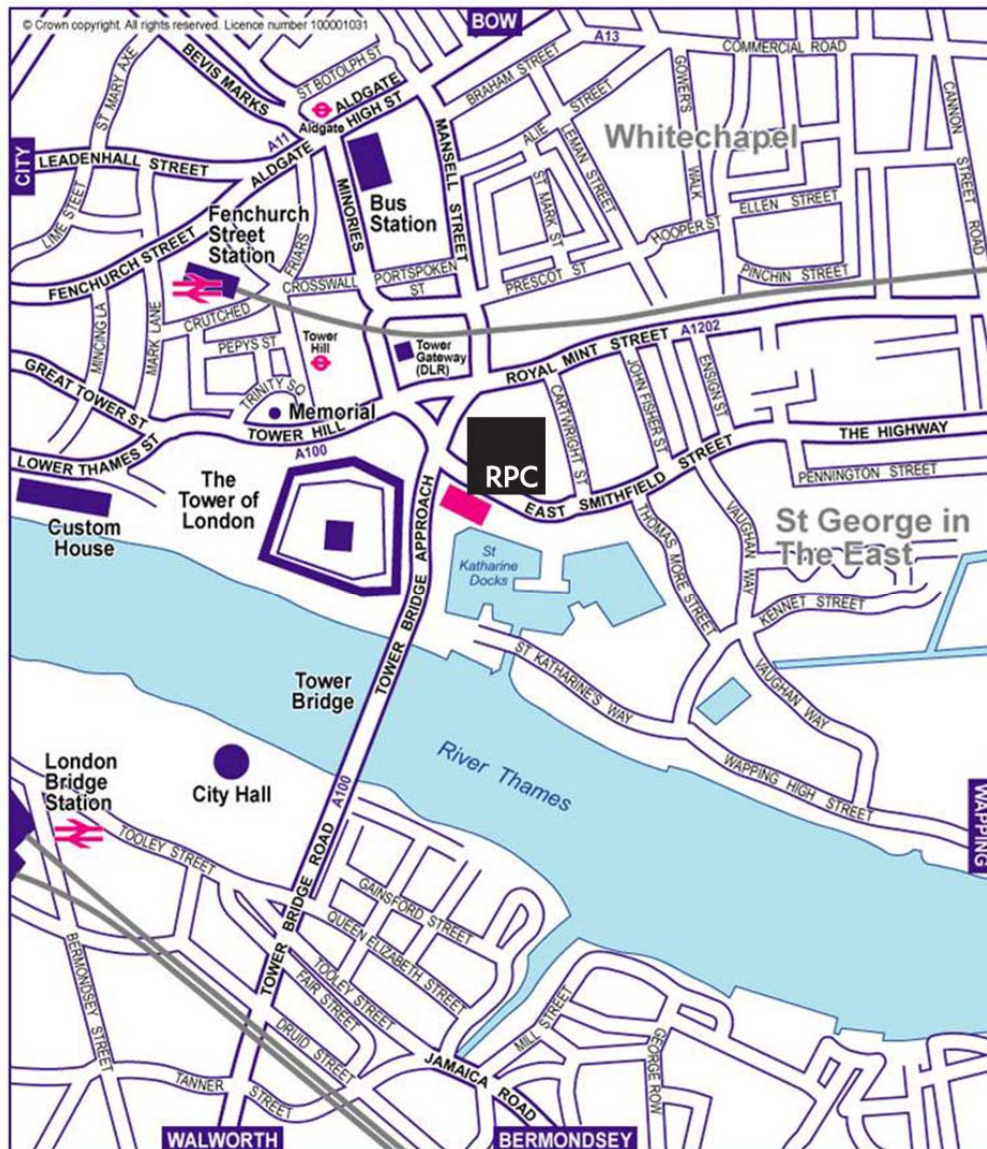 © Crown copyright. All rights reserved. Licence number 100001031
BOW
A13
COMMERCIAL ROAD
ST MARY AXE
BEVIS MARKS
ST BOTOLPH ST
ALDGATE
HIGH ST
Aldgate
BRAHAM STREET
GOWER'S
WALK
CANNON
STREET ROAD
CITY
LEADENHALL STREET
A11
ALDGATE
MINORIES
MANSELL STREET
ALIE STREET
EMAN STREET
Whitechapel
LIME STEET
Fenchurch
Street
Station
Bus
Station
ST MARK ST
ELLEN STREET
HOOPER ST
FENCHURCH STREET
FRIARS
CROSSWALL
PORTSPOKEN
ST
PRESCOT ST
PINCHIN STREET
MINCING LA
MARK LANE
CRUTCHED
PEPYS ST
Tower
Hill
Tower
Gateway
(DLR)
ROYAL MINT STREET
A1202
GREAT TOWER ST
TRINITY SQ
Memorial
TOWER HILL
A100
CARTWRIGHT ST
JOHN FISHER ST
ENSIGN ST
THE HIGHWAY
LOWER THAMES ST
RPC
EAST SMITHFIELD STREET
PENNINGTON STREET
Custom
House
The
Tower of
London
TOWER BRIDGE APPROACH
St
Katharine
Docks
THOMAS MORE STREET
VAUGHAN WAY
St George in
The East
KENNET STREET
ST KATHARINE'S WAY
VAUGHAN WAY
Tower
Bridge
River Thames
WAPPING HIGH STREET
WAPPING
London
Bridge
Station
City Hall
A100
TOOLEY STREET
TOWER BRIDGE ROAD
GAINSFORD STREET
QUEEN ELIZABETH STREET
TOOLEY STREET
FAIR STREET
BERMONDSEY STREET
DRUID STREET
TANNER STREET
JAMAICA ROAD
MILL STREET
GEORGE ROW
WALWORTH
BERMONDSEY